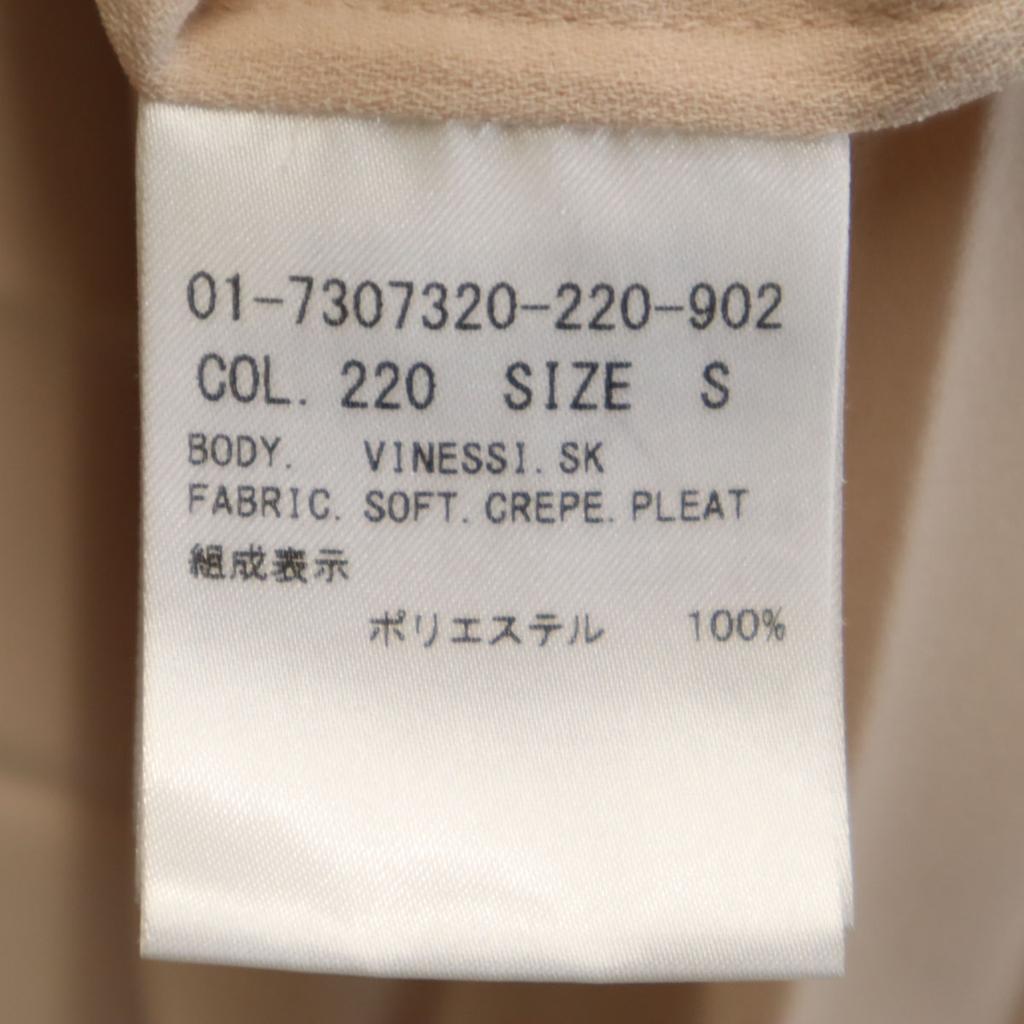 01-7307320-220-902
COL. 220 SIZE S
BODY. VINESSI. SK
FABRIC. SOFT. CREPE. PLEAT
組成表示
ポリエステル 100%